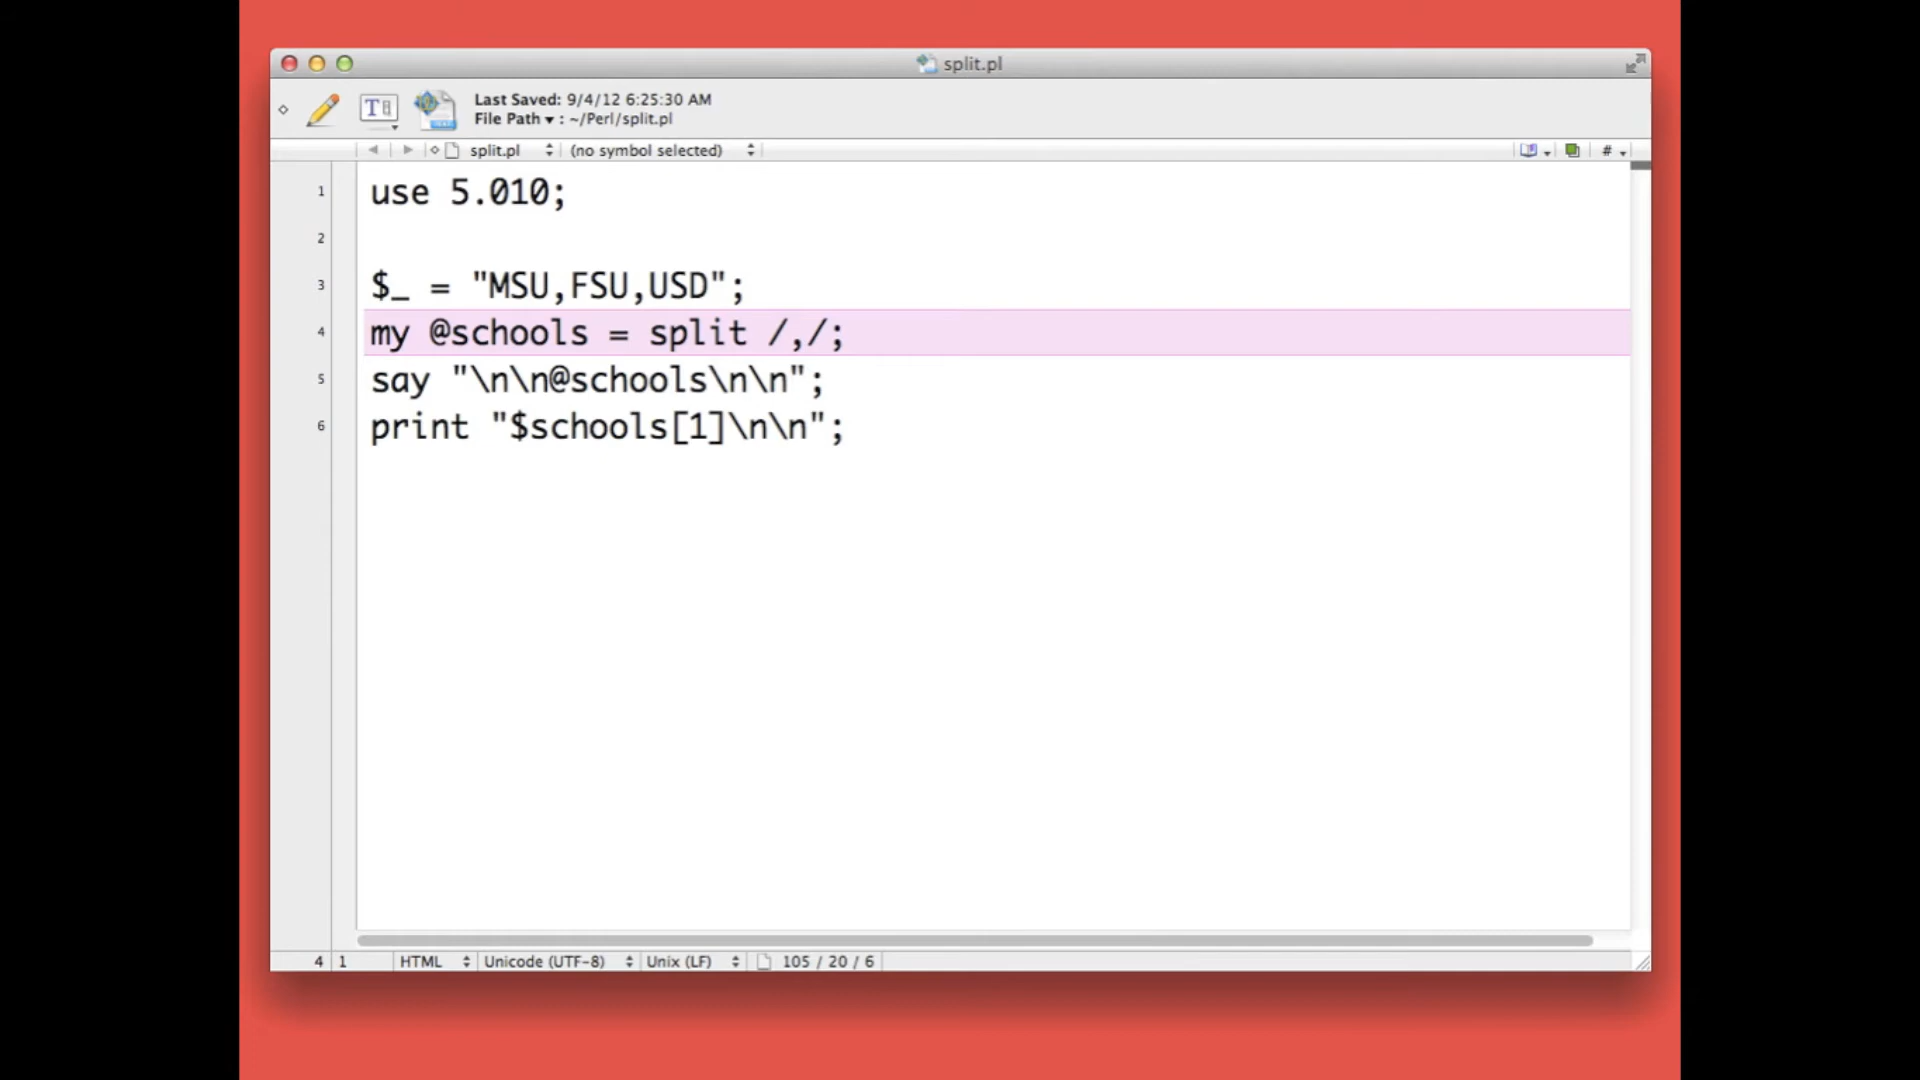 split.pl
Last Saved: 9/4/12 6:25:30 AM
File Path ▾ : ~/Perl/split.pl
split.pl (no symbol selected) #
1 use 5.010;
2
3 $_ = "MSU,FSU,USD";
4 my @schools = split /,/;
5 say "\n\n@schools\n\n";
6 print "$schools[1]\n\n";
4 1 HTML Unicode (UTF-8) Unix (LF) 105 / 20 / 6